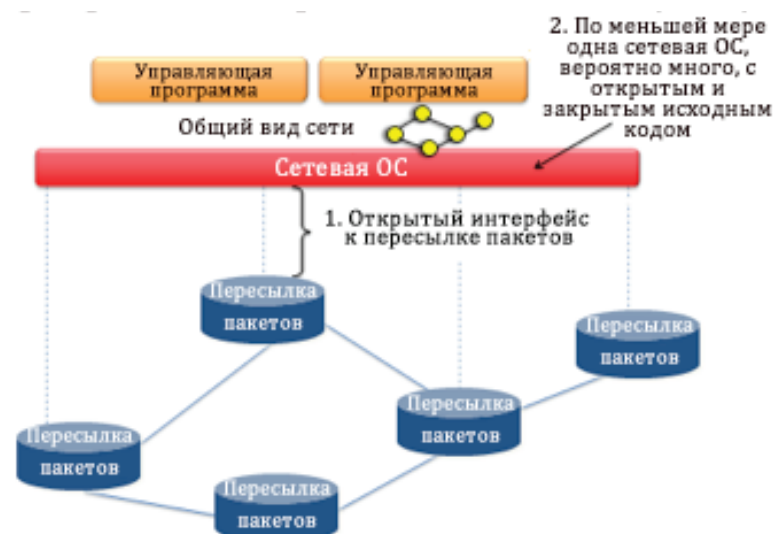 2. По меньшей мере
одна сетевая ОС,
вероятно много, с
открытым и
закрытым исходным
кодом
Управляющая
программа
Управляющая
программа
Общий вид сети
Сетевая ОС
1. Открытый интерфейс
к пересылке пакетов
Пересылка
пакетов
Пересылка
пакетов
Пересылка
пакетов
Пересылка
пакетов
Пересылка
пакетов